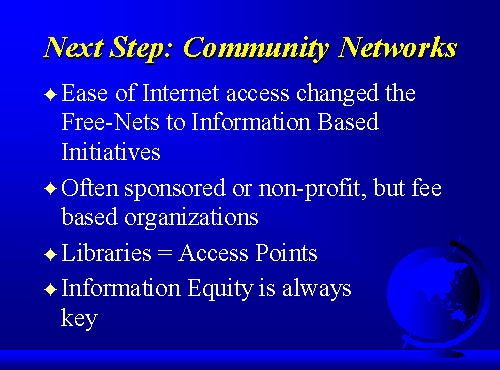 Next Step: Community Networks
Ease of Internet access changed the
Free-Nets to Information Based
Initiatives
Often sponsored or non-profit, but fee
based organizations
Libraries = Access Points
Information Equity is always
key